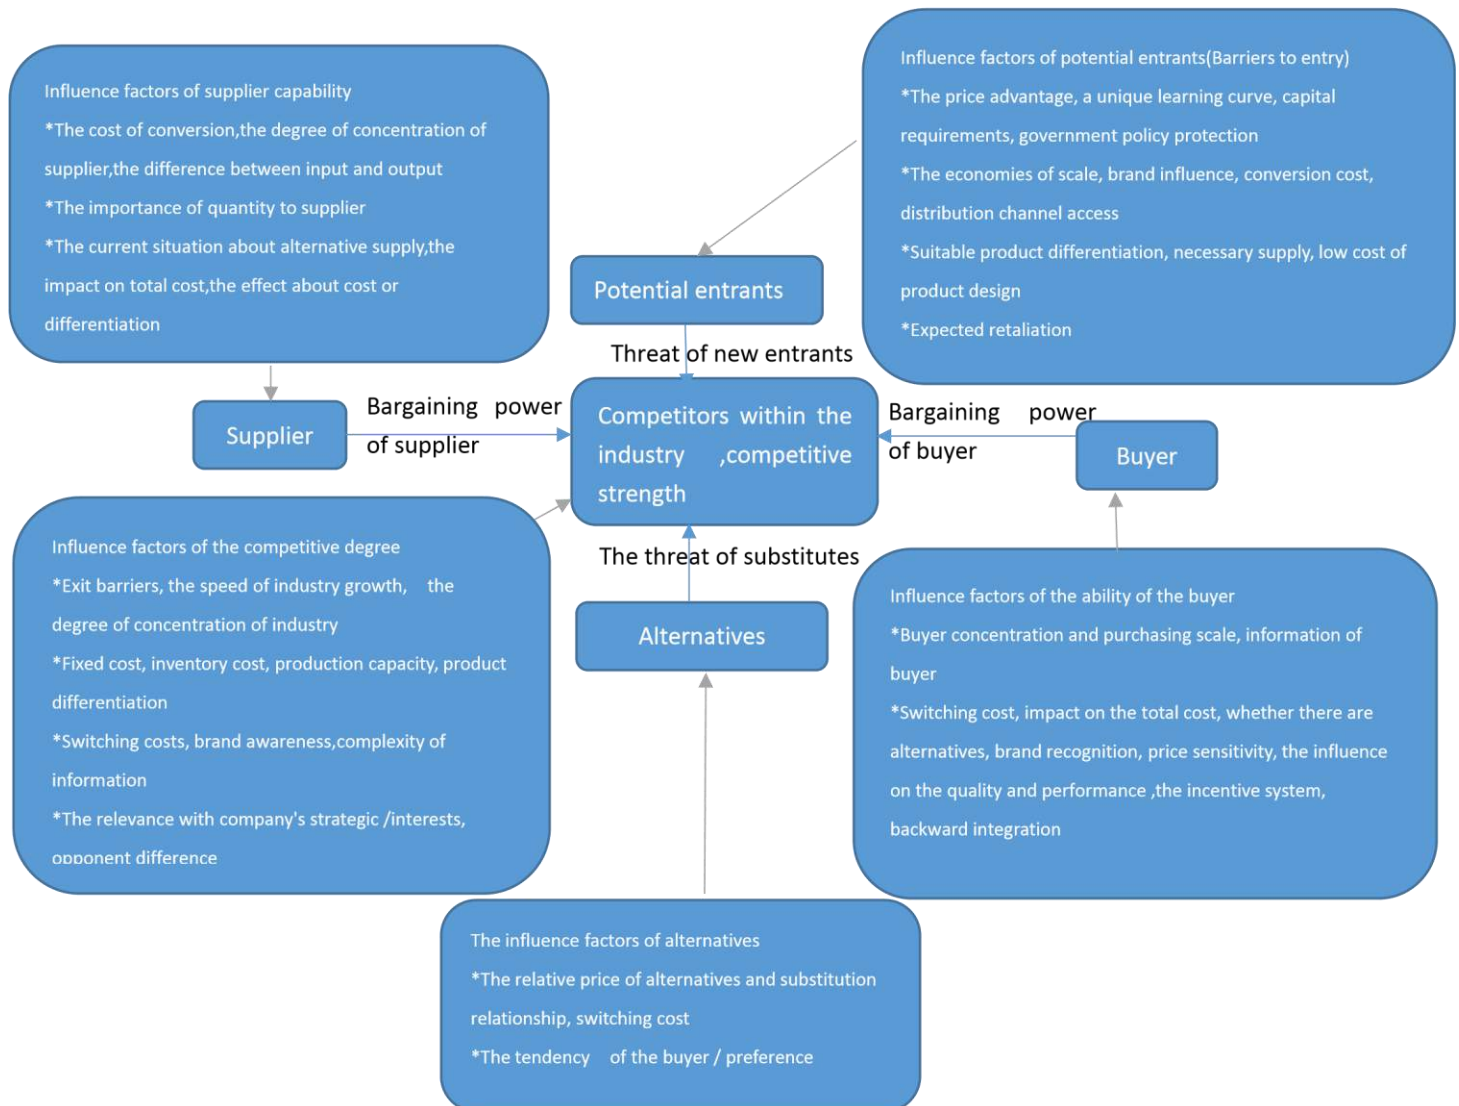 Influence factors of supplier capability
*The cost of conversion,the degree of concentration of
supplier,the difference between input and output
*The importance of quantity to supplier
*The current situation about alternative supply,the
impact on total cost,the effect about cost or
differentiation
Influence factors of potential entrants(Barriers to entry)
*The price advantage, a unique learning curve, capital
requirements, government policy protection
*The economies of scale, brand influence, conversion cost,
distribution channel access
*Suitable product differentiation, necessary supply, low cost of
product design
*Expected retaliation
Potential entrants
Threat of new entrants
Supplier
Bargaining power
of supplier
Competitors within the
industry ,competitive
strength
Bargaining power
of buyer
Buyer
Influence factors of the competitive degree
*Exit barriers, the speed of industry growth, the
degree of concentration of industry
*Fixed cost, inventory cost, production capacity, product
differentiation
*Switching costs, brand awareness,complexity of
information
*The relevance with company's strategic /interests,
opponent difference
The threat of substitutes
Alternatives
Influence factors of the ability of the buyer
*Buyer concentration and purchasing scale, information of
buyer
*Switching cost, impact on the total cost, whether there are
alternatives, brand recognition, price sensitivity, the influence
on the quality and performance ,the incentive system,
backward integration
The influence factors of alternatives
*The relative price of alternatives and substitution
relationship, switching cost
*The tendency of the buyer / preference